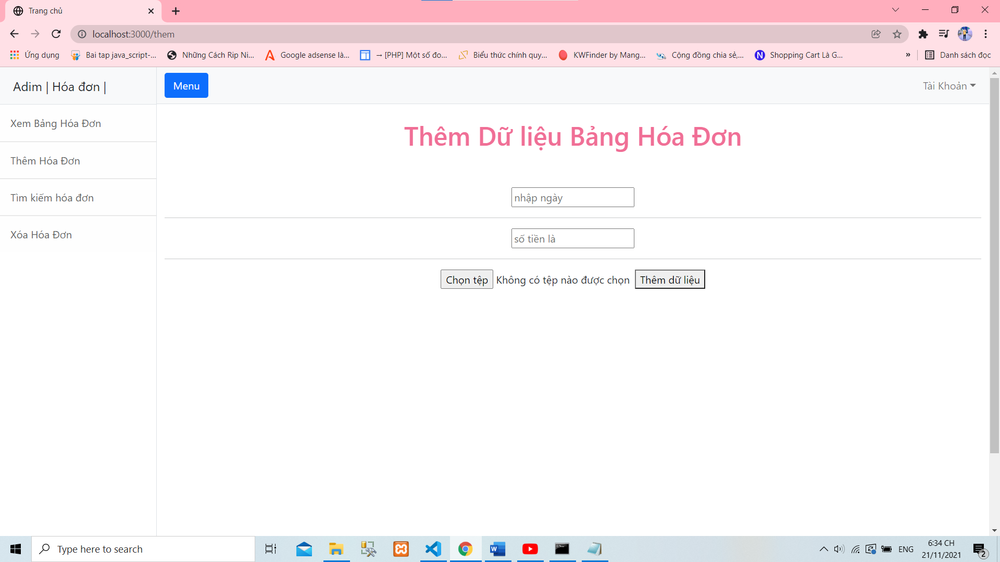 Trang chủ
localhost:3000/them
Ứng dụng
Bai tap java_script-...
Những Cách Rip Ni...
Google adsense là...
→ [PHP] Một số đo...
Biểu thức chính quy...
KWFinder by Mang...
Cộng đồng chia sẻ,...
N
Shopping Cart Là G...
»
Danh sách đọc
Adim | Hóa đơn |
Menu
Tài Khoản
Xem Bảng Hóa Đơn
Thêm Hóa Đơn
Tìm kiếm hóa đơn
Xóa Hóa Đơn
Thêm Dữ liệu Bảng Hóa Đơn
nhập ngày
số tiền là
Chọn tệp Không có tệp nào được chọn Thêm dữ liệu
Type here to search
ENG
6:34 CH
21/11/2021
2